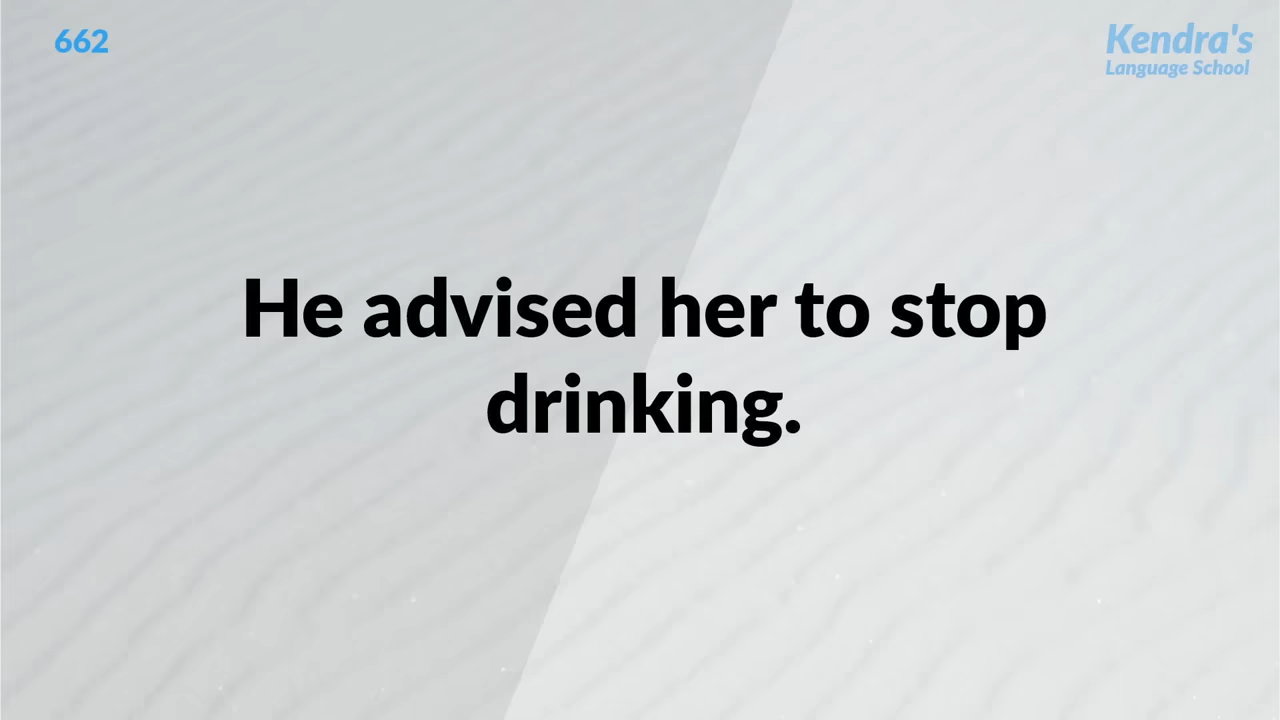 662
Kendra's
Language School
He advised her to stop
drinking.